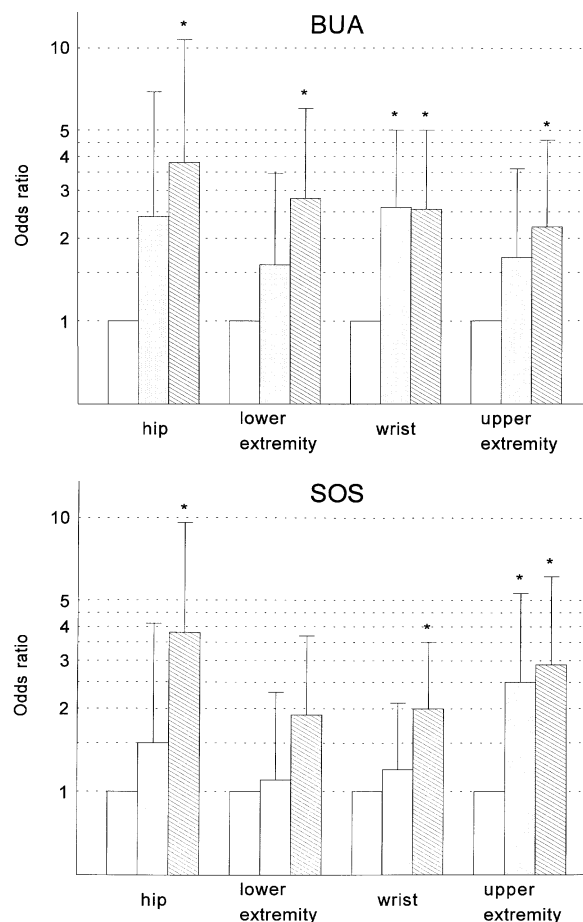 BUA
*
10
*
* *
*
5
4
3
2
1
Odds ratio
hip
lower
extremity
wrist
upper
extremity
SOS
*
10
*
*
*
5
4
3
2
1
Odds ratio
hip
lower
extremity
wrist
upper
extremity